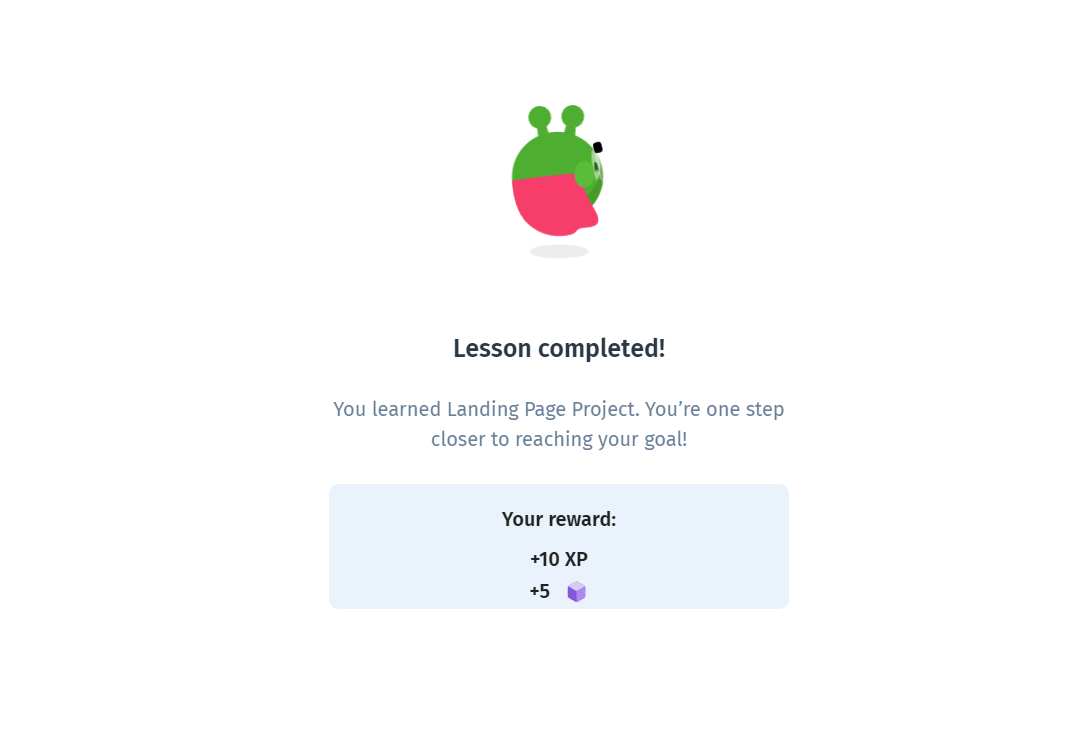 Lesson completed!
You learned Landing Page Project. You’re one step
closer to reaching your goal!
Your reward:
+10 XP
+5